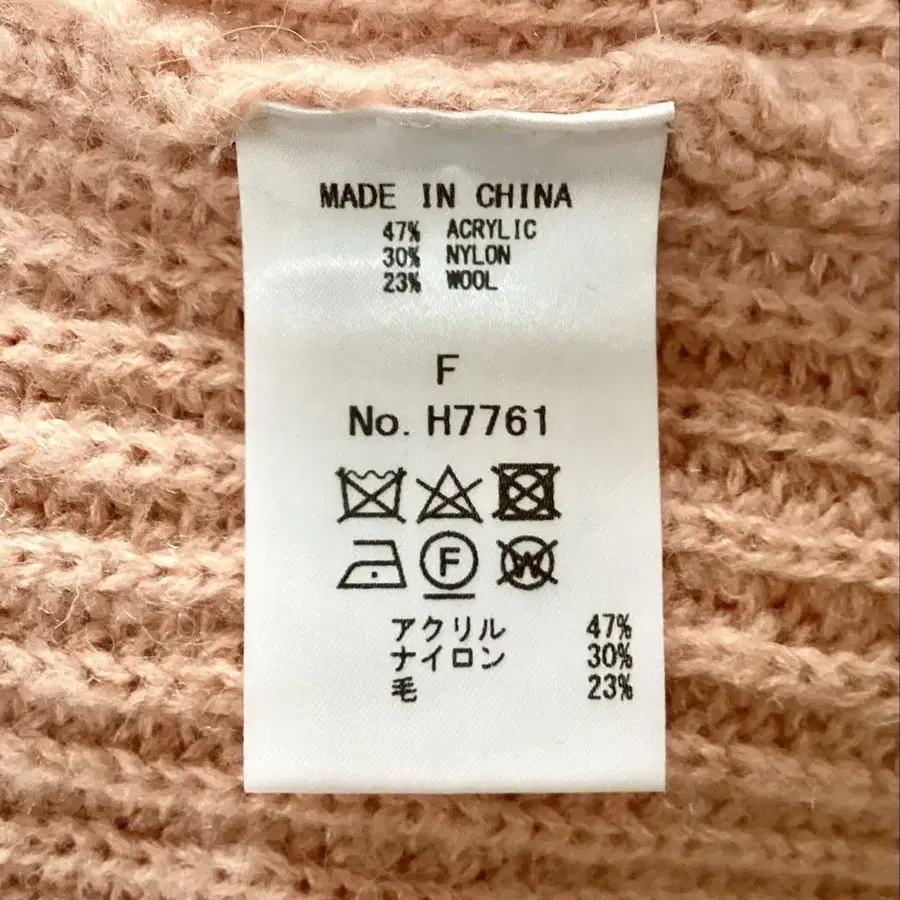 MADE IN CHINA
47% ACRYLIC
30% NYLON
23% WOOL
F
No. H7761
F W
アクリル 47%
ナイロン 30%
毛 23%